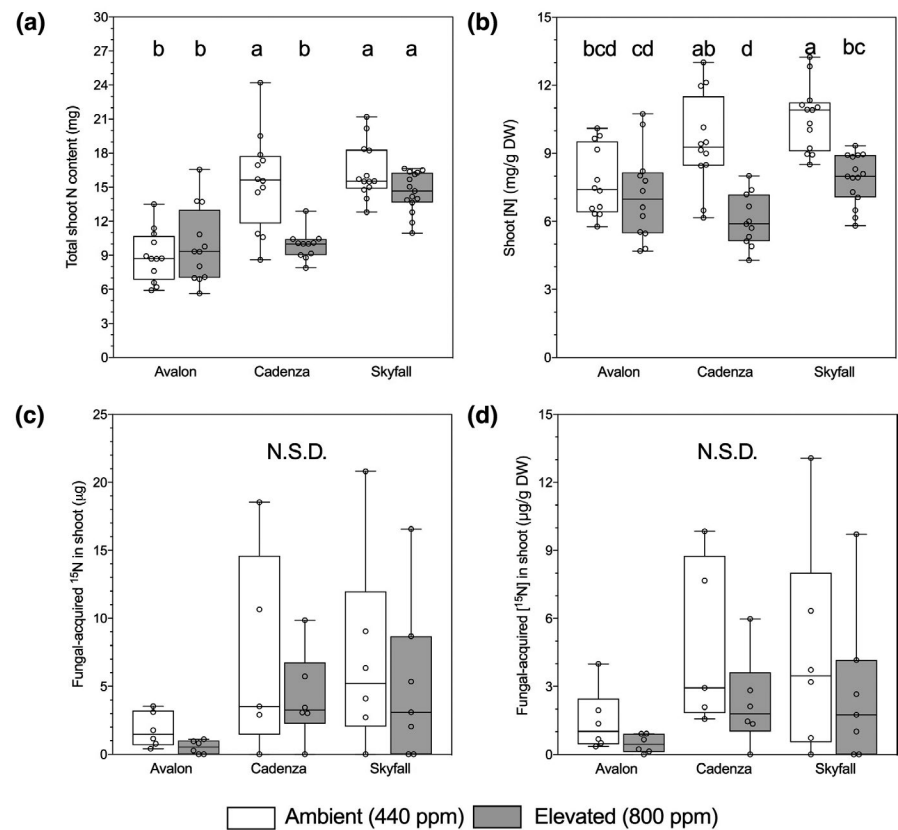 (a)
Total shoot N content (mg)
30
27
24
21
18
15
12
9
6
3
0
b b a b a a
Avalon Cadenza Skyfall
(b)
Shoot [N] (mg/g DW)
15
12
9
6
3
0
bcd cd ab d a bc
Avalon Cadenza Skyfall
(c)
Fungal-acquired ¹⁵N in shoot (µg)
25
20
15
10
5
0
N.S.D.
Avalon Cadenza Skyfall
(d)
Fungal-acquired [¹⁵N] in shoot (µg/g DW)
15
12
9
6
3
0
N.S.D.
Avalon Cadenza Skyfall
Ambient (440 ppm) Elevated (800 ppm)